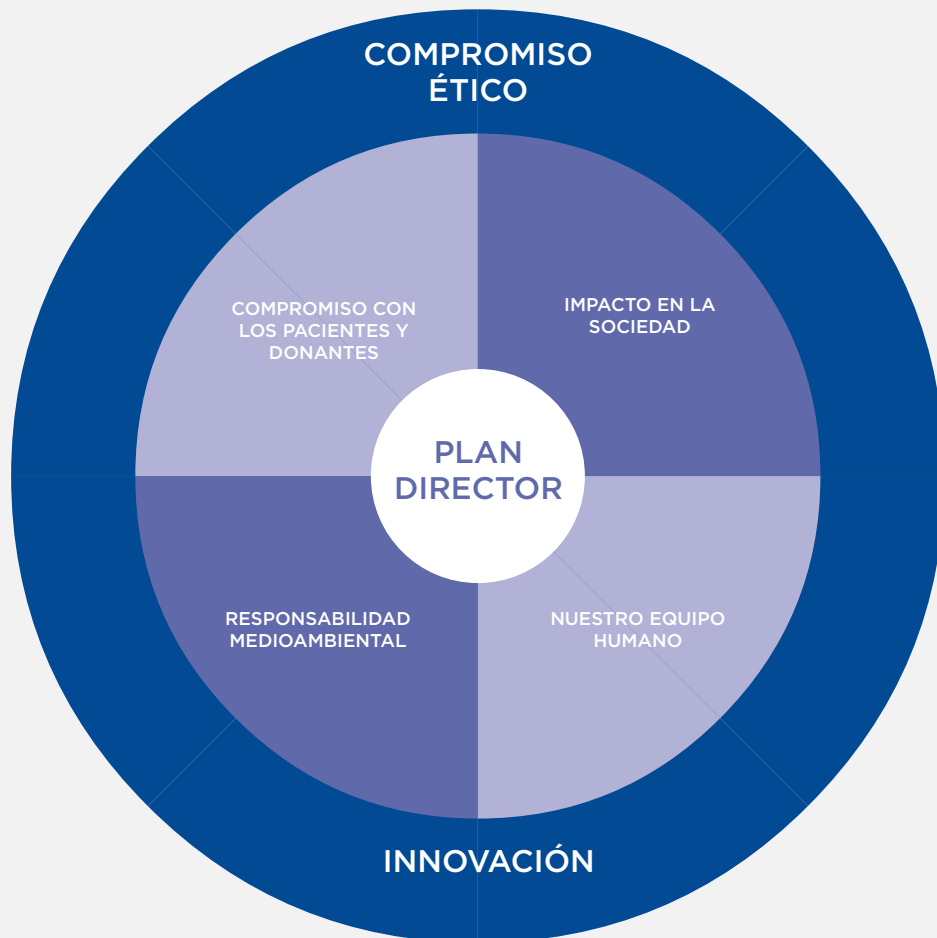 COMPROMISO
ÉTICO
COMPROMISO CON
LOS PACIENTES Y
DONANTES
IMPACTO EN LA
SOCIEDAD
PLAN
DIRECTOR
RESPONSABILIDAD
MEDIOAMBIENTAL
NUESTRO EQUIPO
HUMANO
INNOVACIÓN